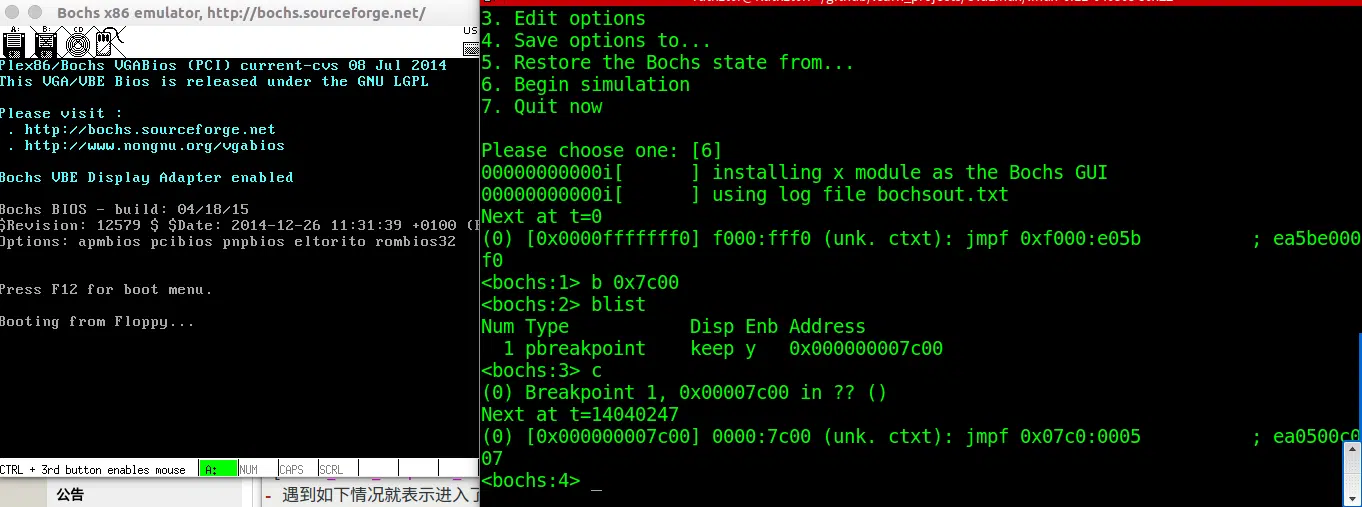 Bochs x86 emulator, http://bochs.sourceforge.net/
A:
B:
CD
US
Plex86/Bochs VGABios (PCI) current-cvs 08 Jul 2014
This VGA/VBE Bios is released under the GNU LGPL
Please visit :
. http://bochs.sourceforge.net
. http://www.nongnu.org/vgabios
Bochs VBE Display Adapter enabled
Bochs BIOS - build: 04/18/15
$Revision: 12579 $ $Date: 2014-12-26 11:31:39 +0100 (
Options: apmbios pcibios pnpbios eltorito rombios32
Press F12 for boot menu.
Booting from Floppy...
CTRL + 3rd button enables mouse
A:
NUM
CAPS
SCRL
公告
- 遇到如下情况就表示进入了
3. Edit options
4. Save options to...
5. Restore the Bochs state from...
6. Begin simulation
7. Quit now
Please choose one: [6]
00000000000i[      ] installing x module as the Bochs GUI
00000000000i[      ] using log file bochsout.txt
Next at t=0
(0) [0x0000fffffff0] f000:fff0 (unk. ctxt): jmpf 0xf000:e05b          ; ea5be000
f0
<bochs:1> b 0x7c00
<bochs:2> blist
Num Type           Disp Enb Address
  1 pbreakpoint    keep y   0x000000007c00
<bochs:3> c
(0) Breakpoint 1, 0x00007c00 in ?? ()
Next at t=14040247
(0) [0x000000007c00] 0000:7c00 (unk. ctxt): jmpf 0x07c0:0005          ; ea0500c0
07
<bochs:4> _